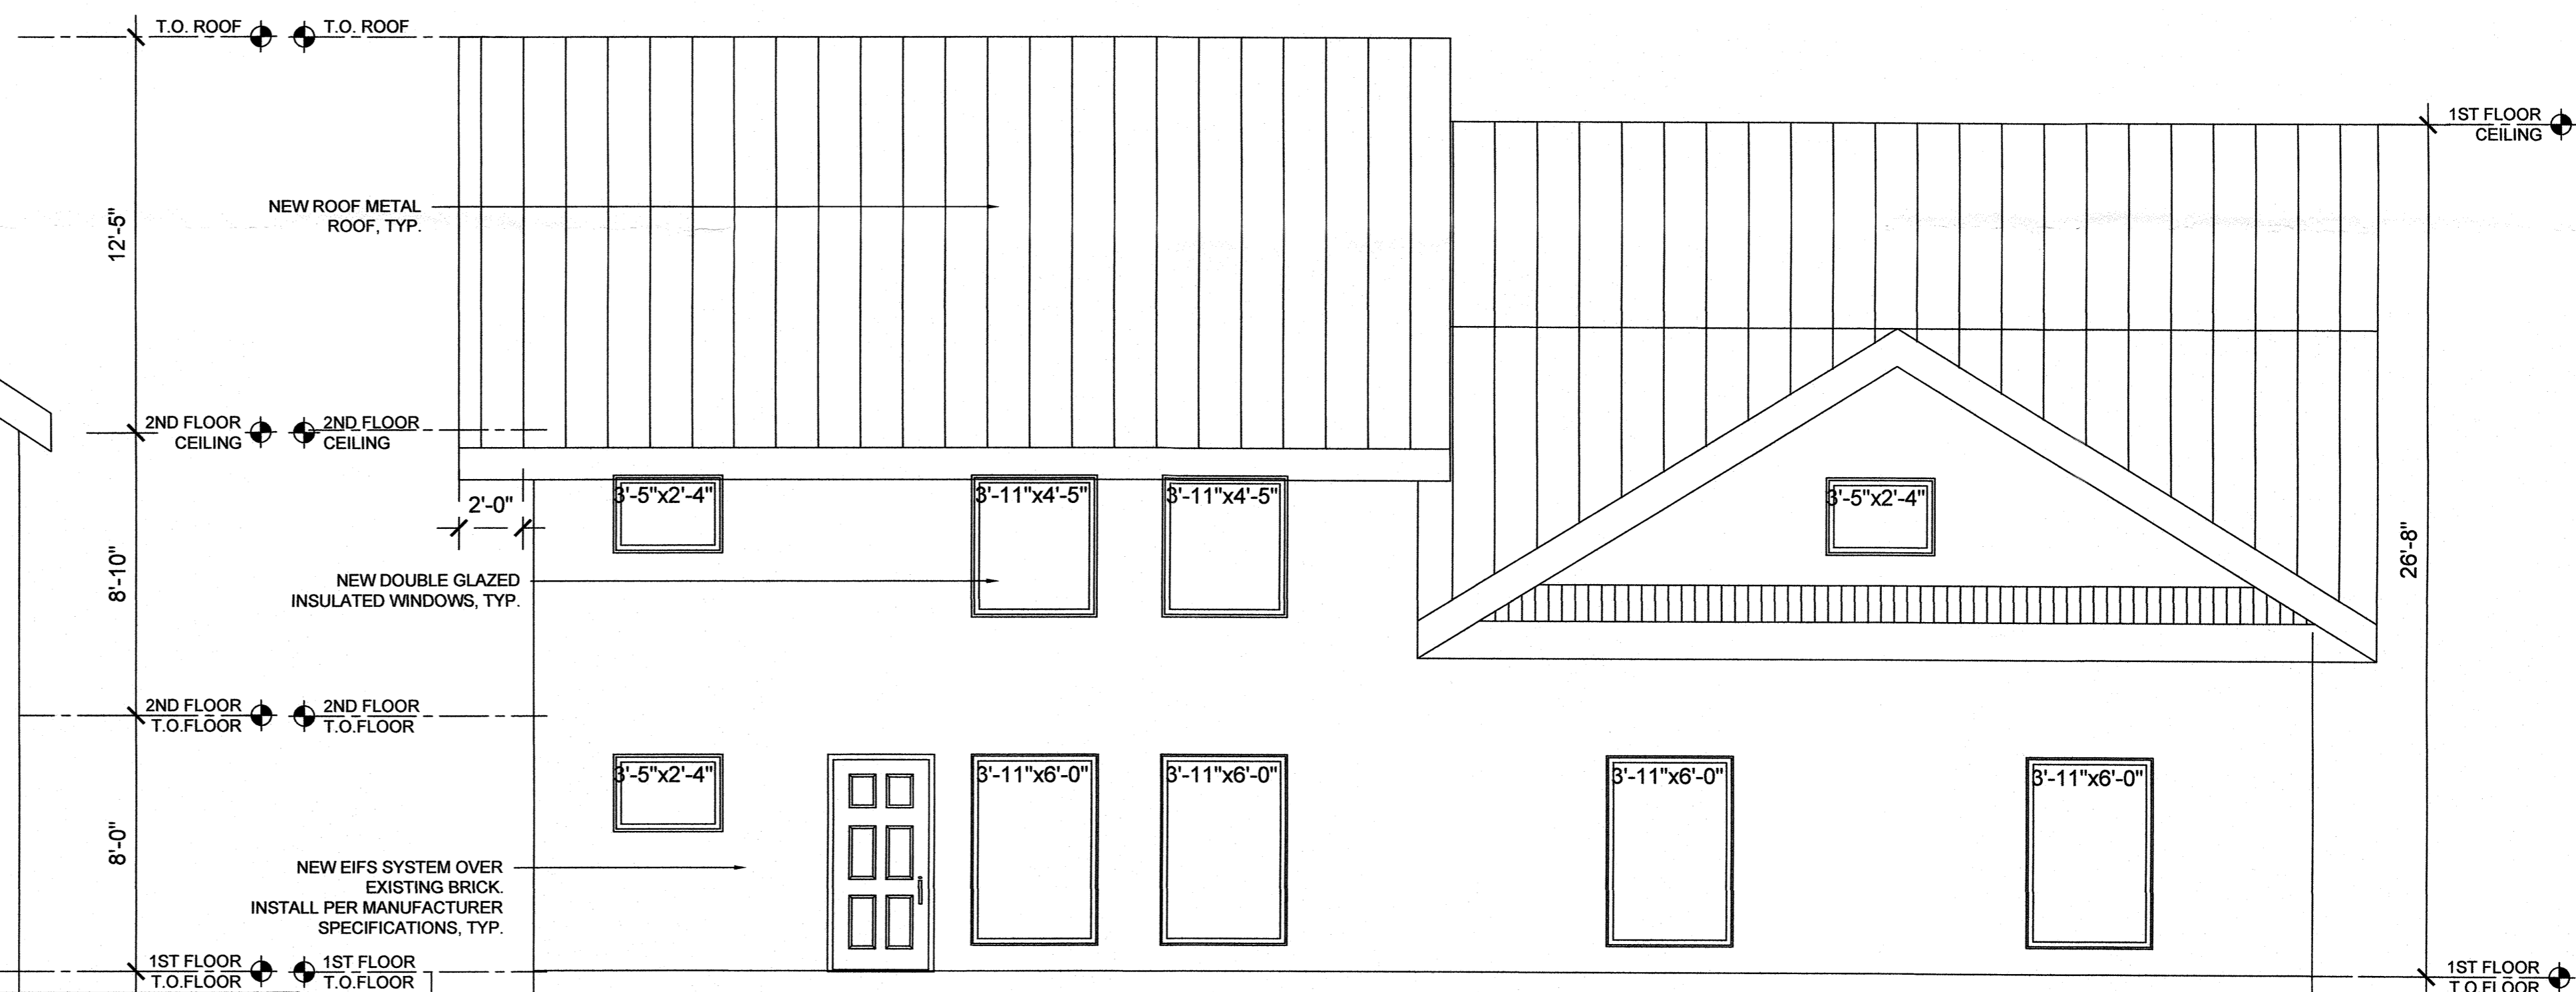 T.O. ROOF
T.O. ROOF
1ST FLOOR
CEILING
NEW ROOF METAL
ROOF, TYP.
12'-5"
2ND FLOOR
CEILING
2ND FLOOR
CEILING
2'-0"
3'-5"x2'-4"
3'-11"x4'-5"
3'-11"x4'-5"
3'-5"x2'-4"
26'-8"
8'-10"
NEW DOUBLE GLAZED
INSULATED WINDOWS, TYP.
2ND FLOOR
T.O.FLOOR
2ND FLOOR
T.O.FLOOR
3'-5"x2'-4"
3'-11"x6'-0"
3'-11"x6'-0"
3'-11"x6'-0"
3'-11"x6'-0"
8'-0"
NEW EIFS SYSTEM OVER
EXISTING BRICK.
INSTALL PER MANUFACTURER
SPECIFICATIONS, TYP.
1ST FLOOR
T.O.FLOOR
1ST FLOOR
T.O.FLOOR
1ST FLOOR
T.O.FLOOR